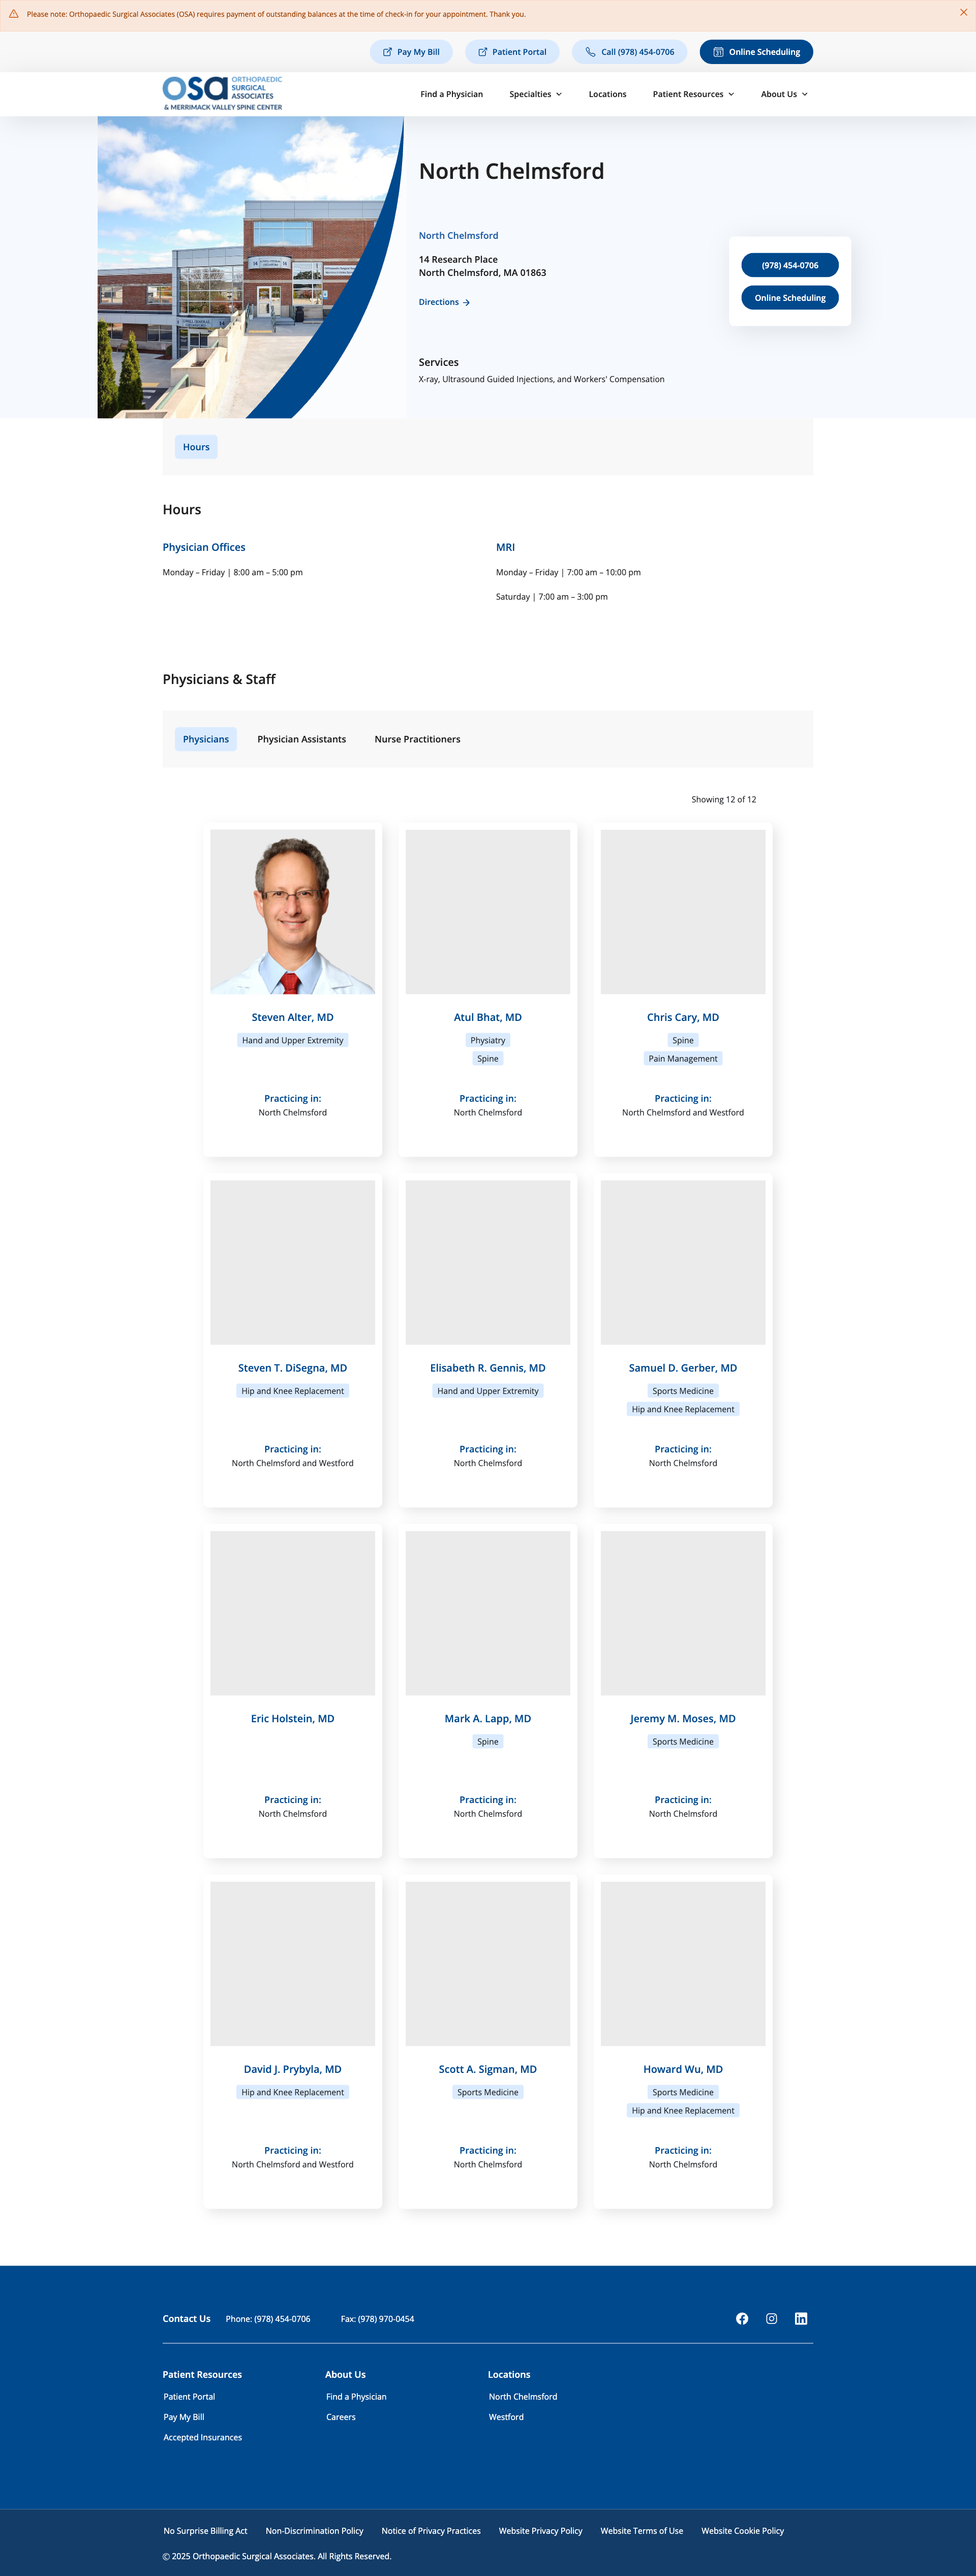 Please note: Orthopaedic Surgical Associates (OSA) requires payment of outstanding balances at the time of check-in for your appointment. Thank you.
Pay My Bill
Patient Portal
Call (978) 454-0706
Online Scheduling
osa ORTHOPAEDIC
SURGICAL
ASSOCIATES
& MERRIMACK VALLEY SPINE CENTER
Find a Physician
Specialties
Locations
Patient Resources
About Us
North Chelmsford
North Chelmsford
14 Research Place
North Chelmsford, MA 01863
Directions
(978) 454-0706
Online Scheduling
Services
X-ray, Ultrasound Guided Injections, and Workers' Compensation
Hours
Hours
Physician Offices
Monday – Friday | 8:00 am – 5:00 pm
MRI
Monday – Friday | 7:00 am – 10:00 pm
Saturday | 7:00 am – 3:00 pm
Physicians & Staff
Physicians
Physician Assistants
Nurse Practitioners
Showing 12 of 12
Steven Alter, MD
Hand and Upper Extremity
Practicing in:
North Chelmsford
Atul Bhat, MD
Physiatry
Spine
Practicing in:
North Chelmsford
Chris Cary, MD
Spine
Pain Management
Practicing in:
North Chelmsford and Westford
Steven T. DiSegna, MD
Hip and Knee Replacement
Practicing in:
North Chelmsford and Westford
Elisabeth R. Gennis, MD
Hand and Upper Extremity
Practicing in:
North Chelmsford
Samuel D. Gerber, MD
Sports Medicine
Hip and Knee Replacement
Practicing in:
North Chelmsford
Eric Holstein, MD
Practicing in:
North Chelmsford
Mark A. Lapp, MD
Spine
Practicing in:
North Chelmsford
Jeremy M. Moses, MD
Sports Medicine
Practicing in:
North Chelmsford
David J. Prybyla, MD
Hip and Knee Replacement
Practicing in:
North Chelmsford and Westford
Scott A. Sigman, MD
Sports Medicine
Practicing in:
North Chelmsford
Howard Wu, MD
Sports Medicine
Hip and Knee Replacement
Practicing in:
North Chelmsford
Contact Us
Phone: (978) 454-0706
Fax: (978) 970-0454
Patient Resources
Patient Portal
Pay My Bill
Accepted Insurances
About Us
Find a Physician
Careers
Locations
North Chelmsford
Westford
No Surprise Billing Act
Non-Discrimination Policy
Notice of Privacy Practices
Website Privacy Policy
Website Terms of Use
Website Cookie Policy
© 2025 Orthopaedic Surgical Associates. All Rights Reserved.